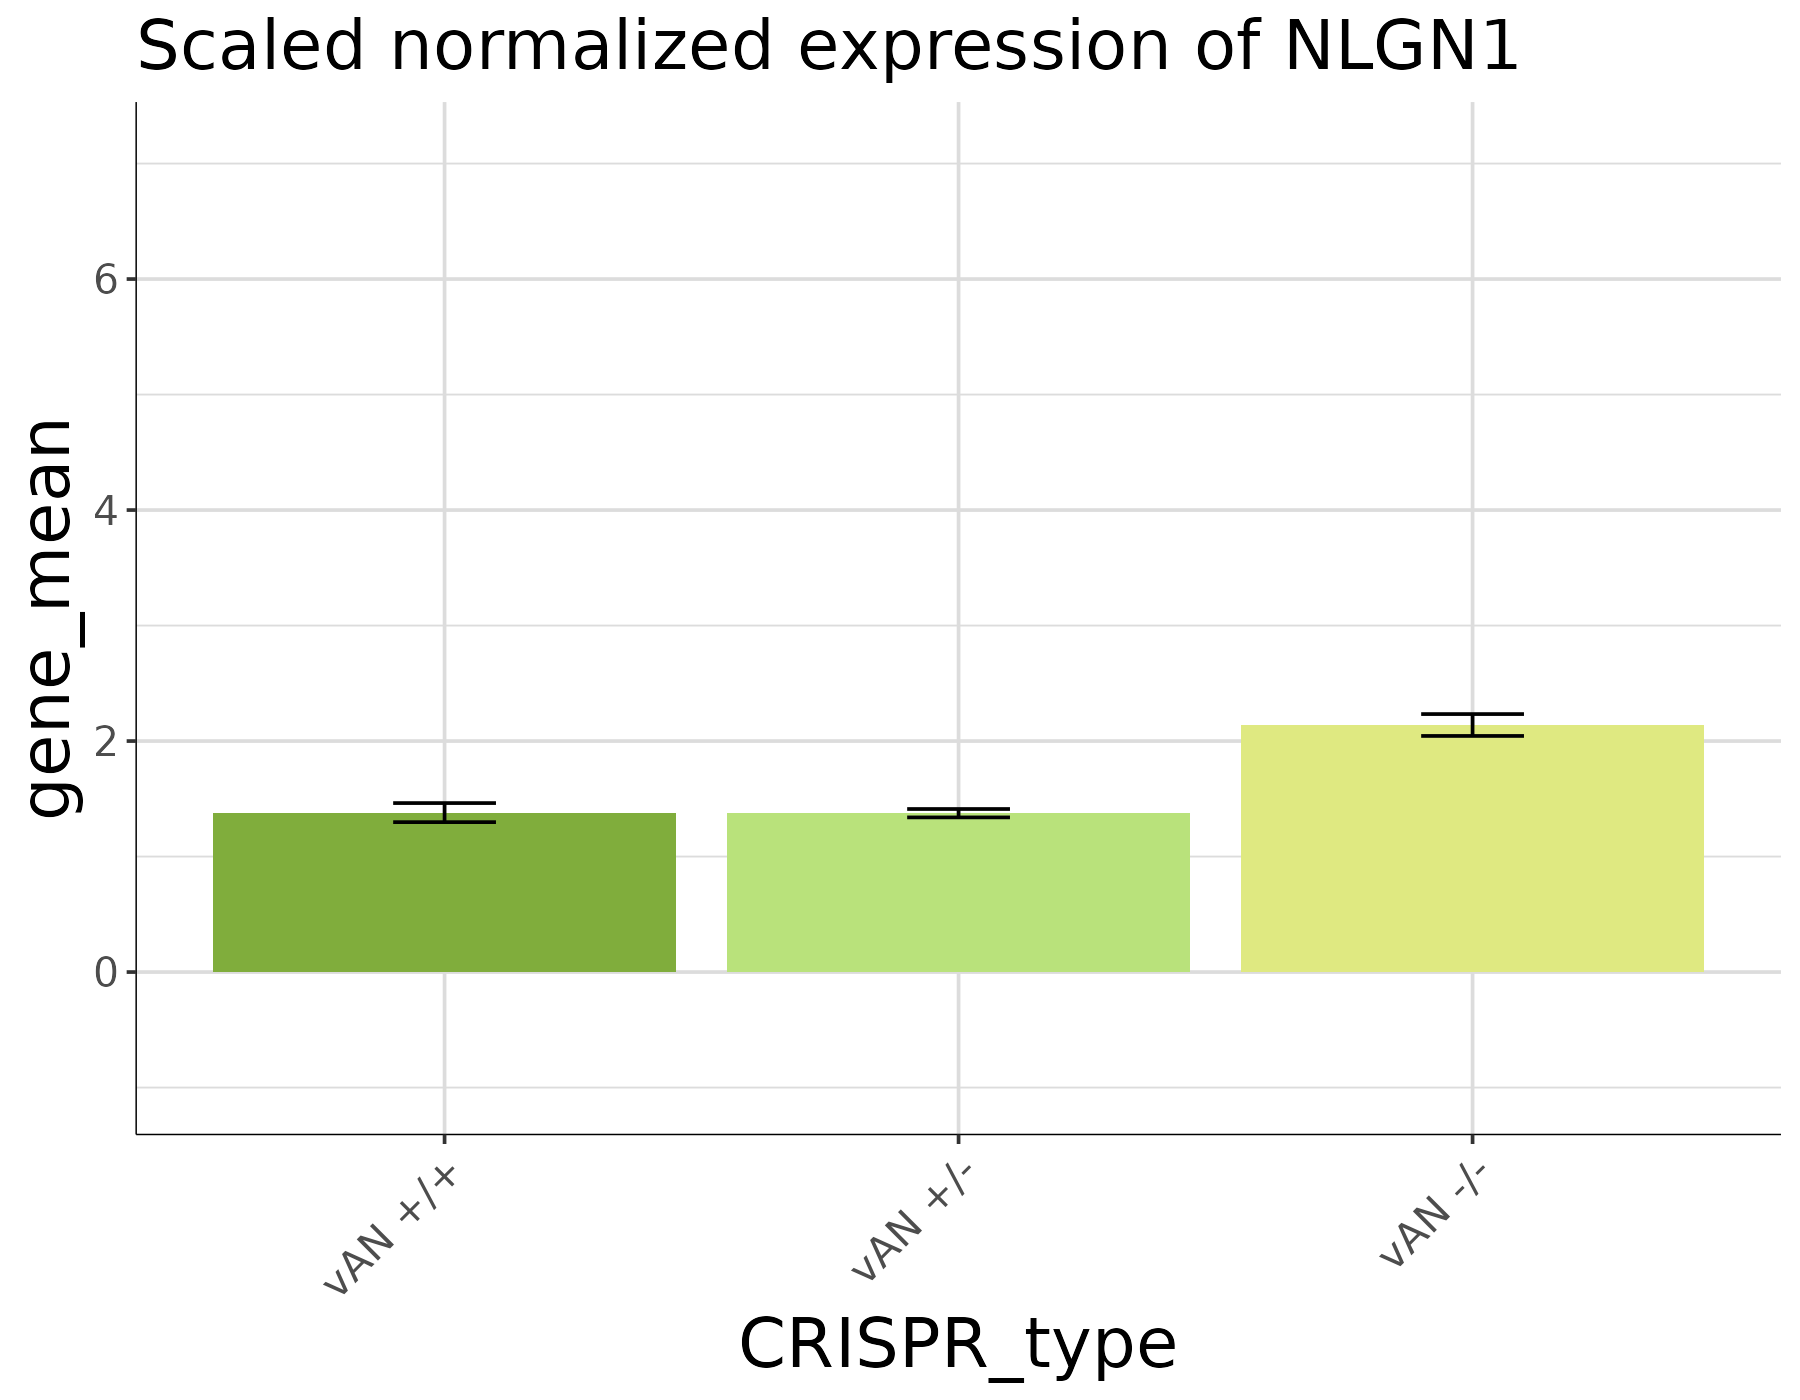 Scaled normalized expression of NLGN1
gene_mean
6
4
2
0
vAN +/+
vAN +/-
vAN -/-
CRISPR_type